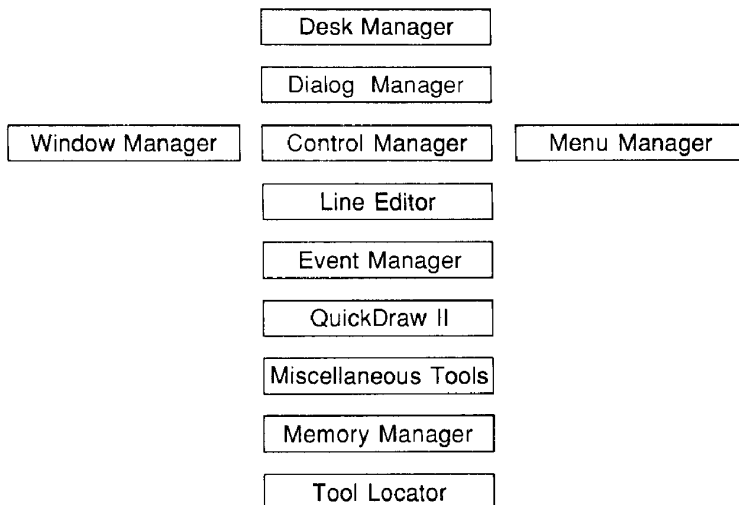 Desk Manager
Dialog Manager
Window Manager Control Manager Menu Manager
Line Editor
Event Manager
QuickDraw II
Miscellaneous Tools
Memory Manager
Tool Locator